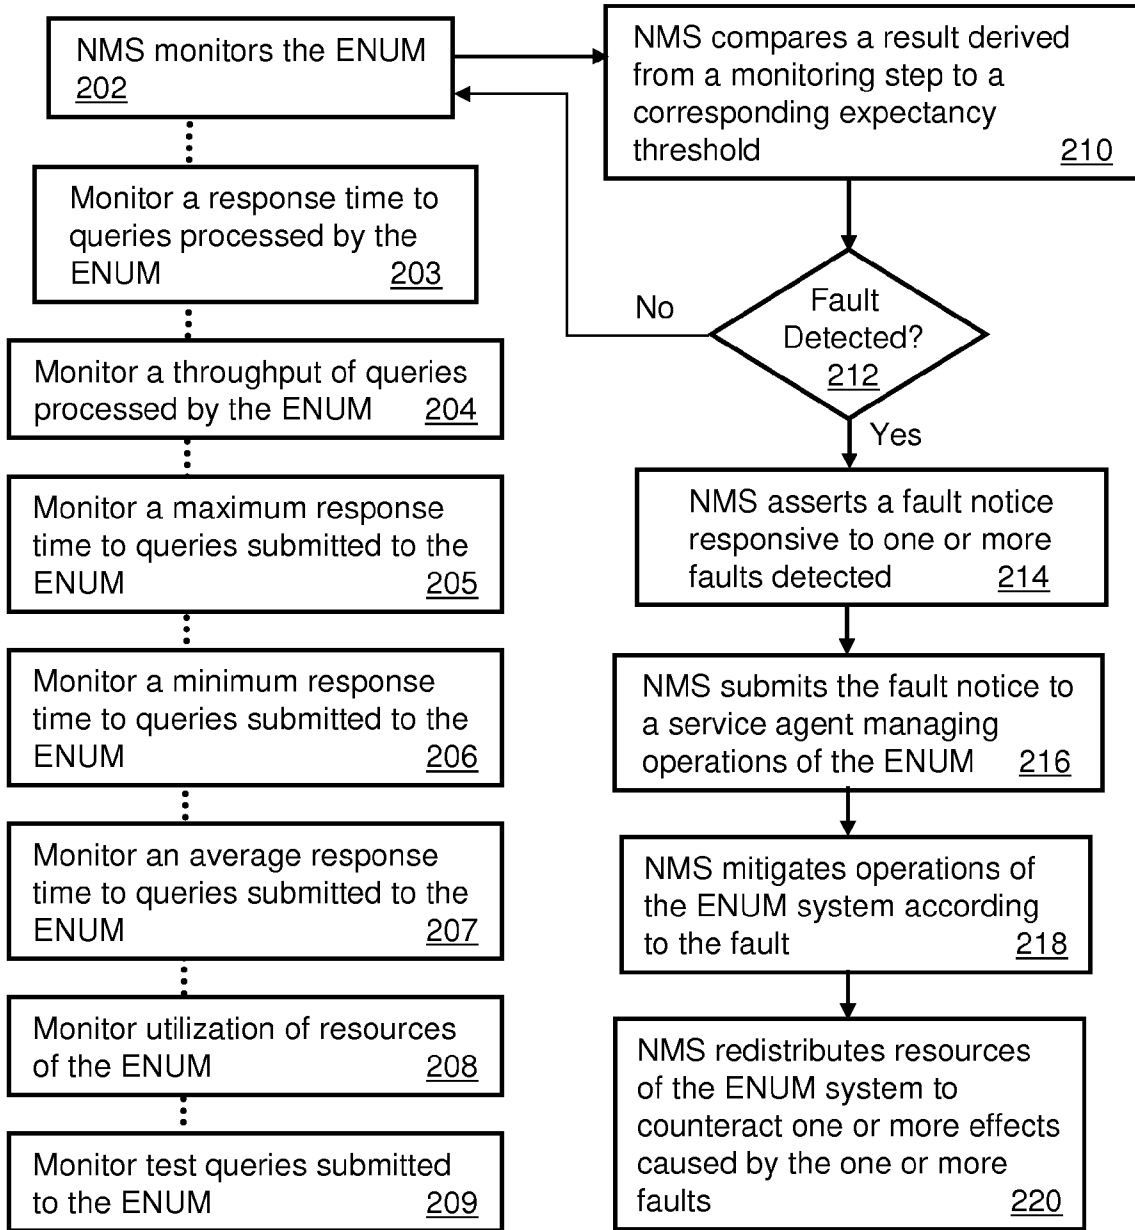 NMS monitors the ENUM
202
Monitor a response time to
queries processed by the
ENUM 203
Monitor a throughput of queries
processed by the ENUM 204
Monitor a maximum response
time to queries submitted to the
ENUM 205
Monitor a minimum response
time to queries submitted to the
ENUM 206
Monitor an average response
time to queries submitted to the
ENUM 207
Monitor utilization of resources
of the ENUM 208
Monitor test queries submitted
to the ENUM 209
NMS compares a result derived
from a monitoring step to a
corresponding expectancy
threshold 210
Fault
Detected?
212
No
Yes
NMS asserts a fault notice
responsive to one or more
faults detected 214
NMS submits the fault notice to
a service agent managing
operations of the ENUM 216
NMS mitigates operations of
the ENUM system according
to the fault 218
NMS redistributes resources
of the ENUM system to
counteract one or more effects
caused by the one or more
faults 220